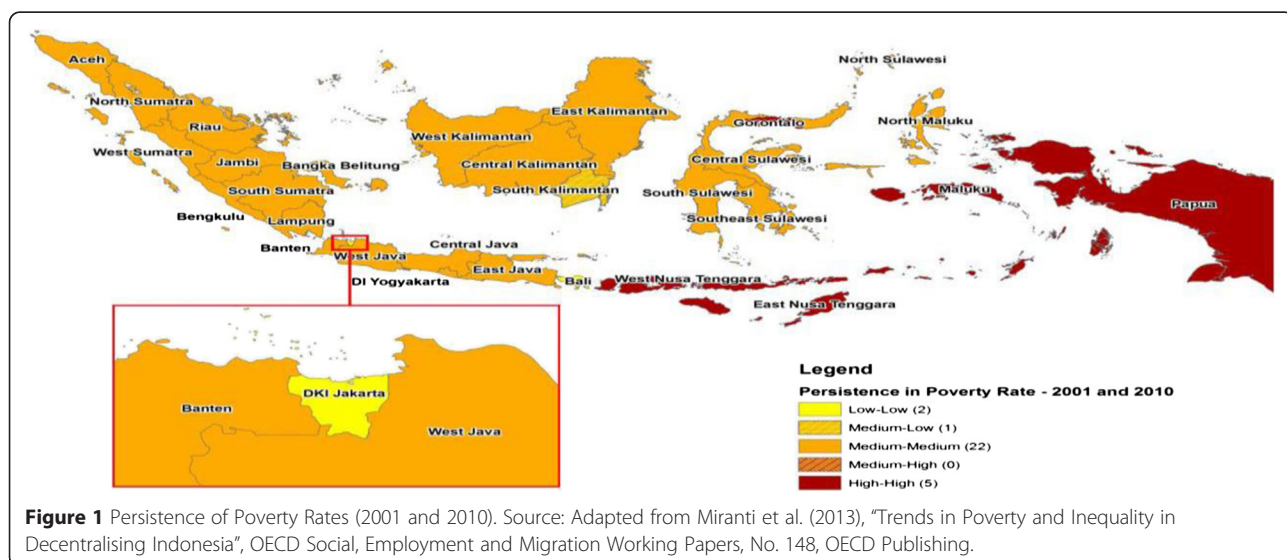 Aceh
North Sumatra
Riau
West Sumatra
Jambi
Bangka Belitung
South Sumatra
Bengkulu
Lampung
Banten
West Java
Central Java
DI Yogyakarta
East Java
Bali
West Nusa Tenggara
East Nusa Tenggara
West Kalimantan
East Kalimantan
Central Kalimantan
South Kalimantan
North Sulawesi
Gorontalo
Central Sulawesi
South Sulawesi
Southeast Sulawesi
North Maluku
Maluku
Papua
DKI Jakarta
Banten
West Java
Legend
Persistence in Poverty Rate - 2001 and 2010
Low-Low (2)
Medium-Low (1)
Medium-Medium (22)
Medium-High (0)
High-High (5)
Figure 1 Persistence of Poverty Rates (2001 and 2010). Source: Adapted from Miranti et al. (2013), “Trends in Poverty and Inequality in
Decentralising Indonesia”, OECD Social, Employment and Migration Working Papers, No. 148, OECD Publishing.